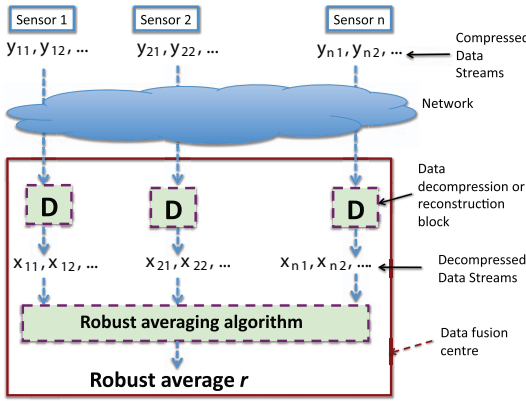 Sensor 1 Sensor 2 Sensor n
y11, y12, ... y21, y22, ... yn1, yn2, ...
Compressed
Data
Streams
Network
D D D
Data
decompression or
reconstruction
block
x11, x12, ... x21, x22, ... xn1, xn2, ....
Decompressed
Data Streams
Robust averaging algorithm
Data fusion
centre
Robust average r